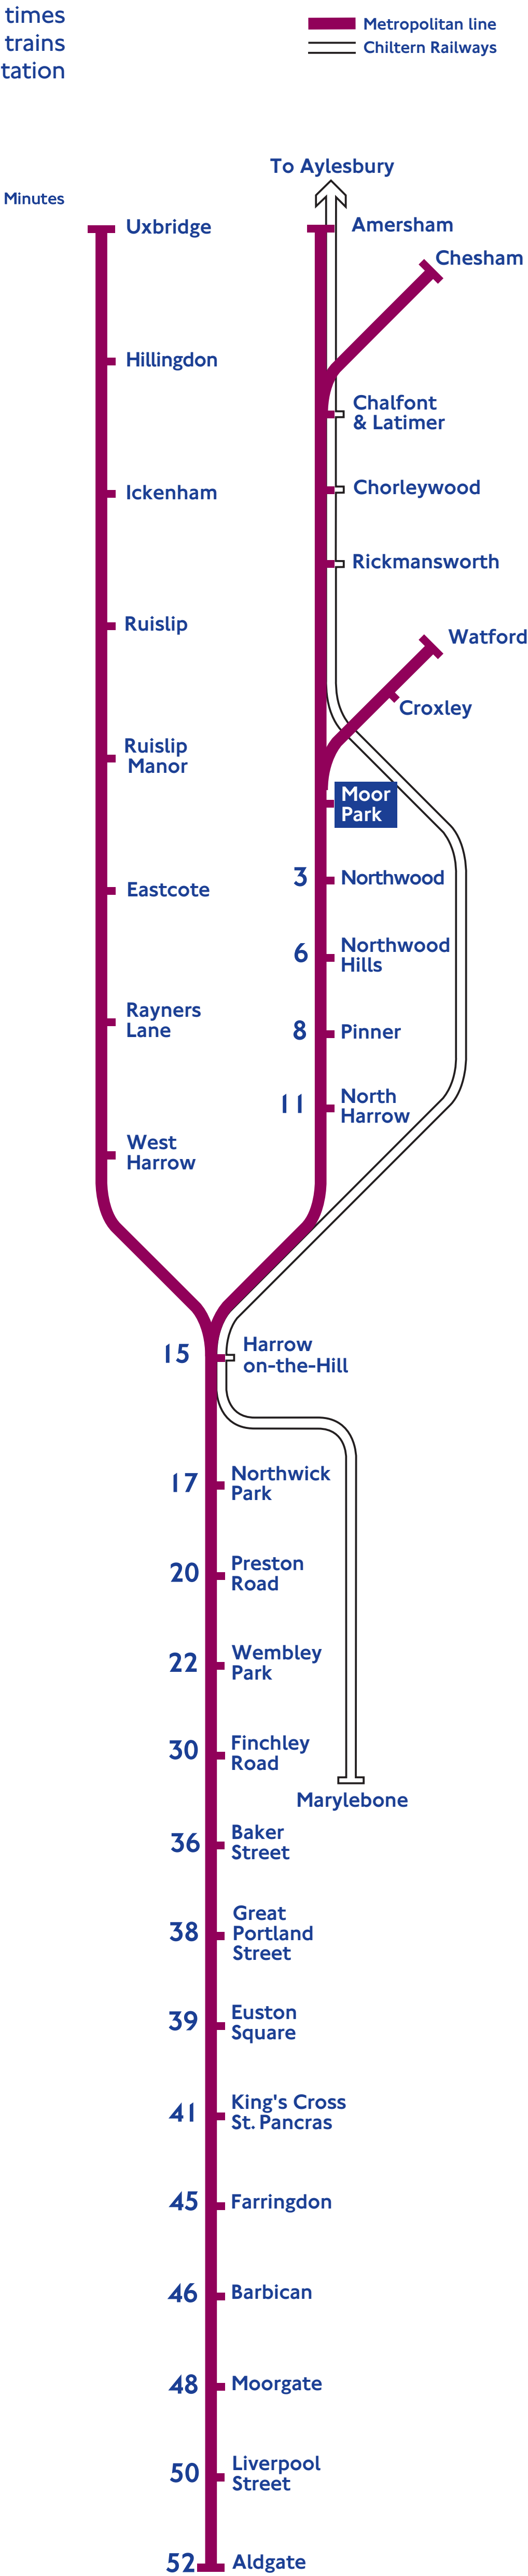 times
trains
tation
Metropolitan line
Chiltern Railways
To Aylesbury
Minutes
Uxbridge
Amersham
Chesham
Hillingdon
Chalfont
& Latimer
Ickenham
Chorleywood
Rickmansworth
Ruislip
Watford
Croxley
Ruislip
Manor
Moor
Park
3 Northwood
Eastcote
6 Northwood
Hills
Rayners
Lane
8 Pinner
11 North
Harrow
West
Harrow
15 Harrow
on-the-Hill
17 Northwick
Park
20 Preston
Road
22 Wembley
Park
30 Finchley
Road
Marylebone
36 Baker
Street
38 Great
Portland
Street
39 Euston
Square
41 King's Cross
St. Pancras
45 Farringdon
46 Barbican
48 Moorgate
50 Liverpool
Street
52 Aldgate